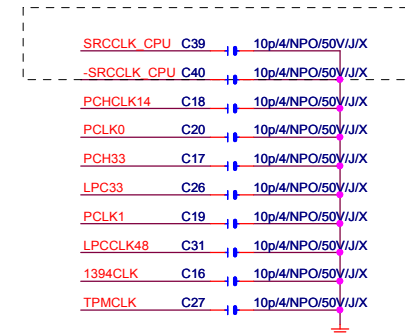 SRCCLK_CPU C39 10p/4/NPO/50V/J/X
-SRCCLK_CPU C40 10p/4/NPO/50V/J/X
PCHCLK14 C18 10p/4/NPO/50V/J/X
PCLK0 C20 10p/4/NPO/50V/J/X
PCH33 C17 10p/4/NPO/50V/J/X
LPC33 C26 10p/4/NPO/50V/J/X
PCLK1 C19 10p/4/NPO/50V/J/X
LPCCLK48 C31 10p/4/NPO/50V/J/X
1394CLK C16 10p/4/NPO/50V/J/X
TPMCLK C27 10p/4/NPO/50V/J/X